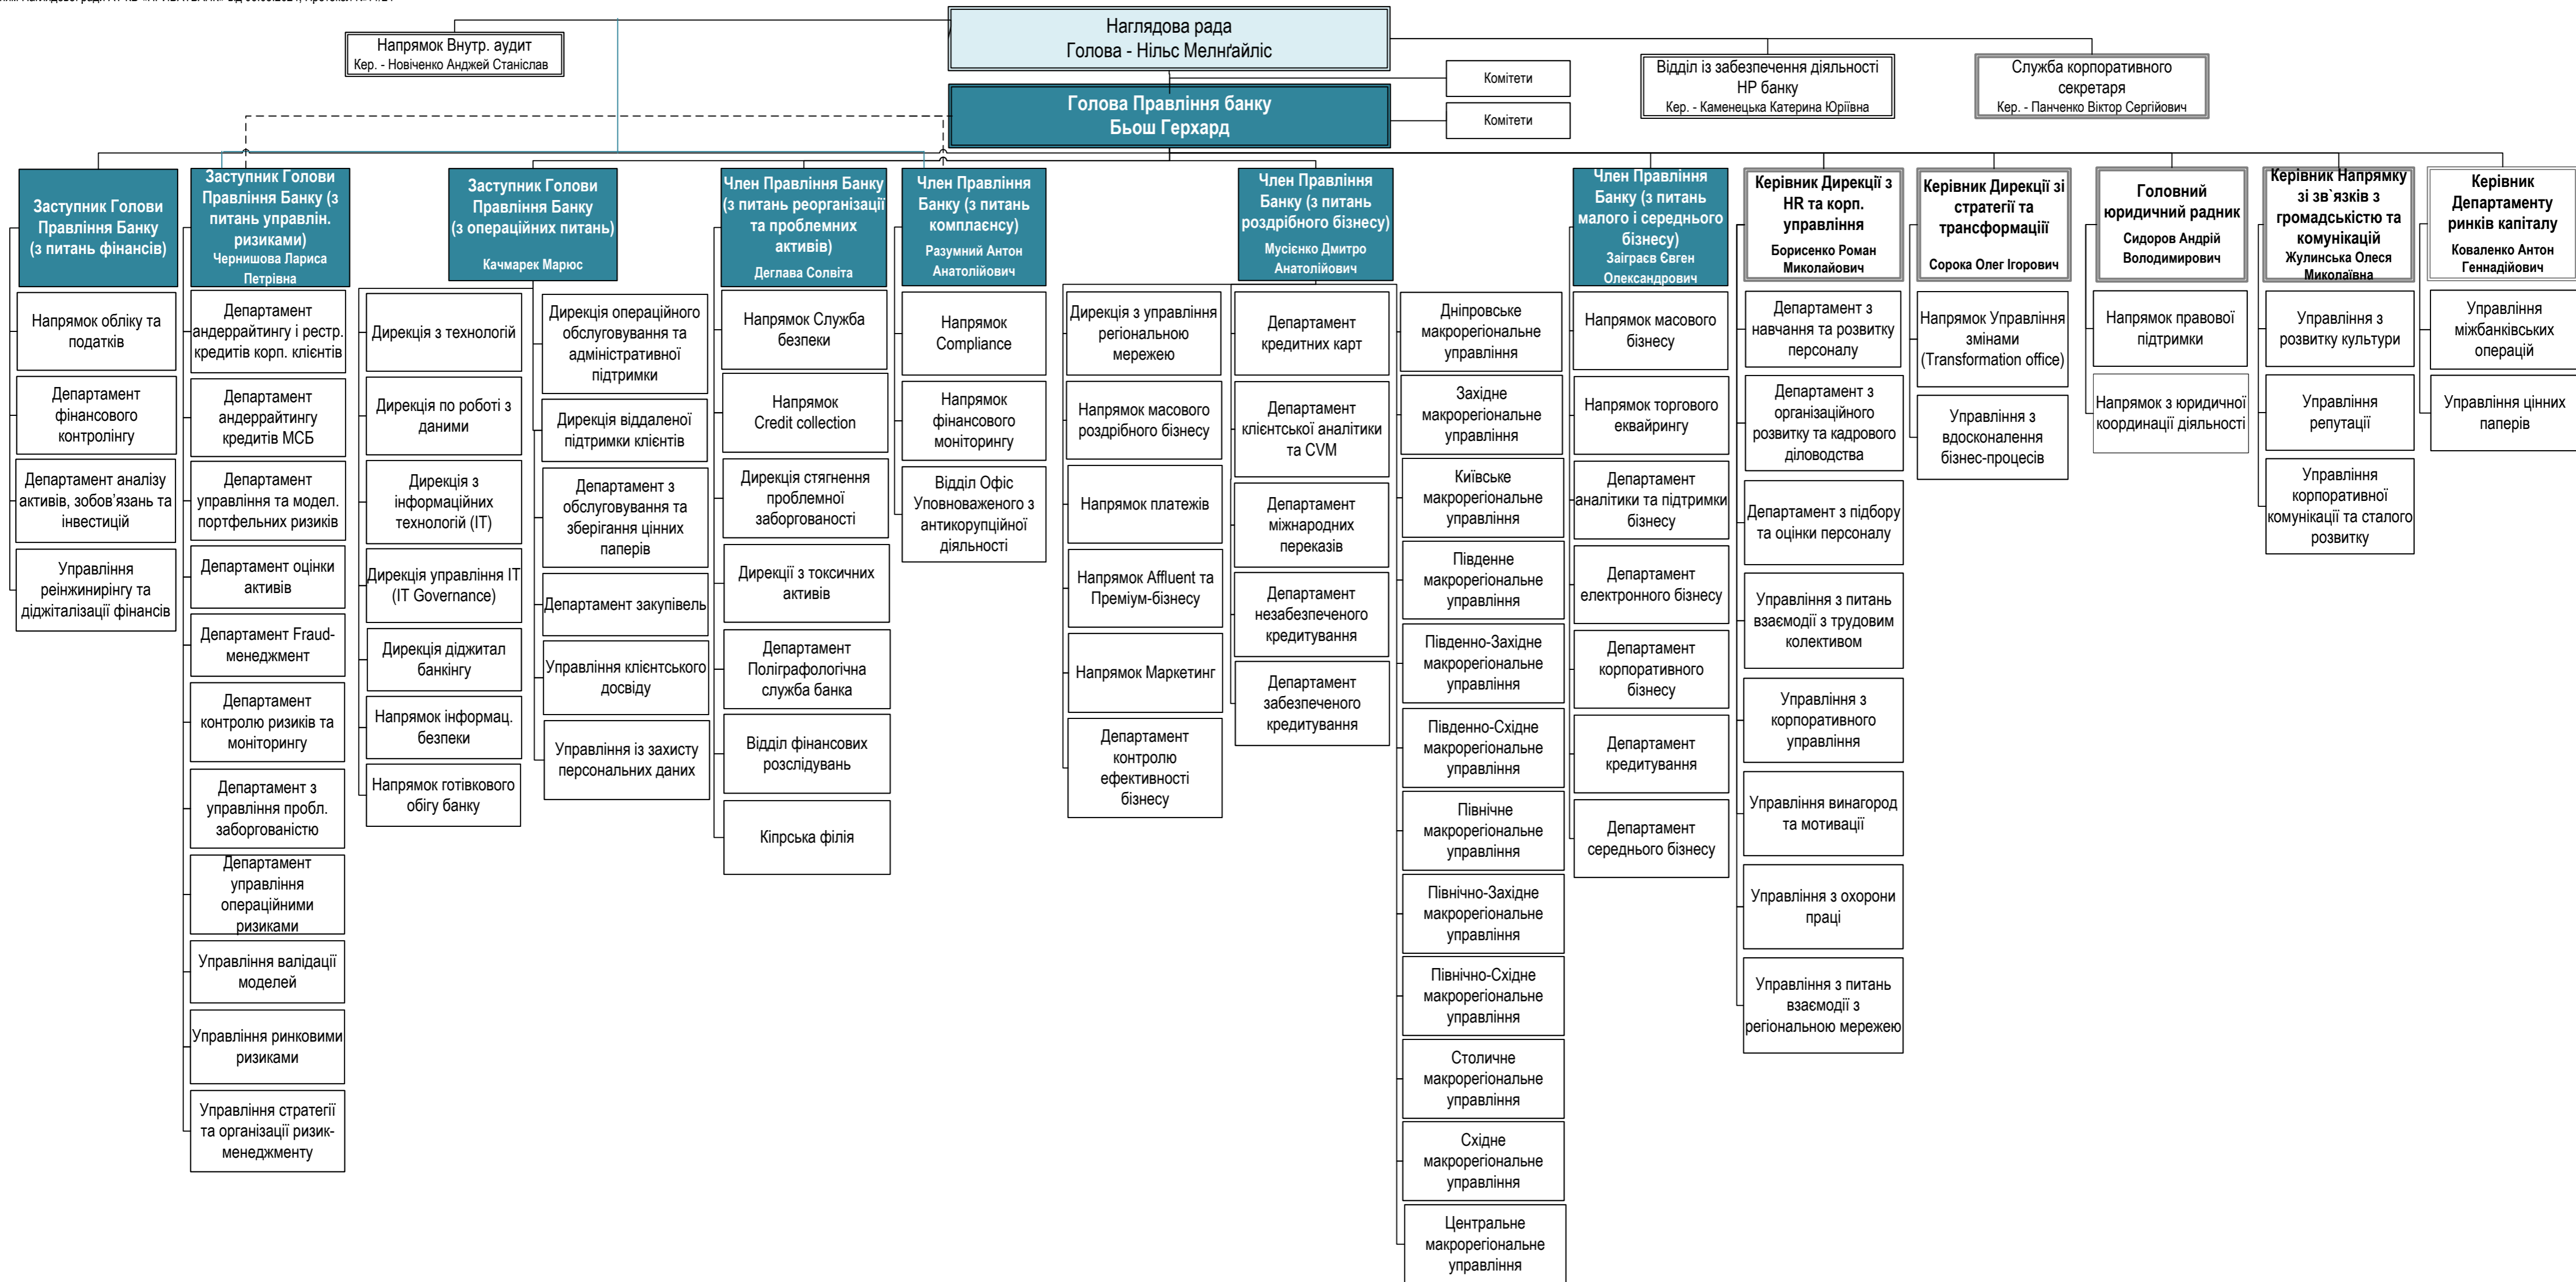 Наглядова рада
Голова - Нільс Мелнґайліс
Напрямок Внутр. аудит
Кер. - Новіченко Анджей Станіслав
Комітети
Відділ із забезпечення діяльності
НР банку
Кер. - Каменецька Катерина Юріївна
Служба корпоративного
секретаря
Кер. - Панченко Віктор Сергійович
Голова Правління банку
Бьош Герхард
Комітети
Заступник Голови
Правління Банку
(з питань фінансів)
Напрямок обліку та
податків
Департамент
фінансового
контролінгу
Департамент аналізу
активів, зобов’язань та
інвестицій
Управління
реінжинирінгу та
діджіталізації фінансів
Заступник Голови
Правління Банку (з
питань управлін.
ризиками)
Чернишова Лариса
Петрівна
Департамент
андеррайтингу і рестр.
кредитів корп. клієнтів
Департамент
андеррайтингу
кредитів МСБ
Департамент
управління та модел.
портфельних ризиків
Департамент оцінки
активів
Департамент Fraud-
менеджмент
Департамент
контролю ризиків та
моніторингу
Департамент з
управління пробл.
заборгованістю
Департамент
управління
операційними
ризиками
Управління валідації
моделей
Управління ринковими
ризиками
Управління стратегії
та організації ризик-
менеджменту
Заступник Голови
Правління Банку
(з операційних питань)
Качмарек Марюс
Дирекція з технологій
Дирекція по роботі з
даними
Дирекція з
інформаційних
технологій (ІТ)
Дирекція управління ІТ
(IT Governance)
Дирекція діджитал
банкінгу
Напрямок інформац.
безпеки
Напрямок готівкового
обігу банку
Дирекція операційного
обслуговування та
адміністративної
підтримки
Дирекція віддаленої
підтримки клієнтів
Департамент з
обслуговування та
зберігання цінних
паперів
Департамент закупівель
Управління клієнтського
досвіду
Управління із захисту
персональних даних
Член Правління Банку
(з питань реорганізації
та проблемних
активів)
Деглава Солвіта
Напрямок Служба
безпеки
Напрямок
Credit collection
Дирекція стягнення
проблемної
заборгованості
Дирекції з токсичних
активів
Департамент
Поліграфологічна
служба банка
Відділ фінансових
розслідувань
Кіпрська філія
Член Правління
Банку (з питань
комплаєнсу)
Разумний Антон
Анатолійович
Напрямок
Compliance
Напрямок
фінансового
моніторингу
Відділ Офіс
Уповноваженого з
антикорупційної
діяльності
Член Правління
Банку (з питань
роздрібного бізнесу)
Мусієнко Дмитро
Анатолійович
Дирекція з управління
регіональною
мережею
Напрямок масового
роздрібного бізнесу
Напрямок платежів
Напрямок Affluent та
Преміум-бізнесу
Напрямок Маркетинг
Департамент
контролю
ефективності
бізнесу
Департамент
кредитних карт
Департамент
клієнтської аналітики
та CVM
Департамент
міжнародних
переказів
Департамент
незабезпеченого
кредитування
Департамент
забезпеченого
кредитування
Дніпровське
макрорегіональне
управління
Західне
макрорегіональне
управління
Київське
макрорегіональне
управління
Південне
макрорегіональне
управління
Південно-Західне
макрорегіональне
управління
Південно-Східне
макрорегіональне
управління
Північне
макрорегіональне
управління
Північно-Західне
макрорегіональне
управління
Північно-Східне
макрорегіональне
управління
Столичне
макрорегіональне
управління
Східне
макрорегіональне
управління
Центральне
макрорегіональне
управління
Член Правління
Банку (з питань
малого і середнього
бізнесу)
Заіграєв Євген
Олександрович
Напрямок масового
бізнесу
Напрямок торгового
еквайрингу
Департамент
аналітики та підтримки
бізнесу
Департамент
електронного бізнесу
Департамент
корпоративного
бізнесу
Департамент
кредитування
Департамент
середнього бізнесу
Керівник Дирекції з
HR та корп.
управління
Борисенко Роман
Миколайович
Департамент з
навчання та розвитку
персоналу
Департамент з
організаційного
розвитку та кадрового
діловодства
Департамент з підбору
та оцінки персоналу
Управління з питань
взаємодії з трудовим
колективом
Управління з
корпоративного
управління
Управління винагород
та мотивації
Управління з охорони
праці
Управління з питань
взаємодії з
регіональною мережею
Керівник Дирекції зі
стратегії та
трансформаціії
Сорока Олег Ігорович
Напрямок Управління
змінами
(Transformation office)
Управління з
вдосконалення
бізнес-процесів
Головний
юридичний радник
Сидоров Андрій
Володимирович
Напрямок правової
підтримки
Напрямок з юридичної
координації діяльності
Керівник Напрямку
зі зв`язків з
громадськістю та
комунікацій
Жулинська Олеся
Миколаївна
Управління з
розвитку культури
Управління
репутації
Управління
корпоративної
комунікації та сталого
розвитку
Керівник
Департаменту
ринків капіталу
Коваленко Антон
Геннадійович
Управління
міжбанківських
операцій
Управління цінних
паперів